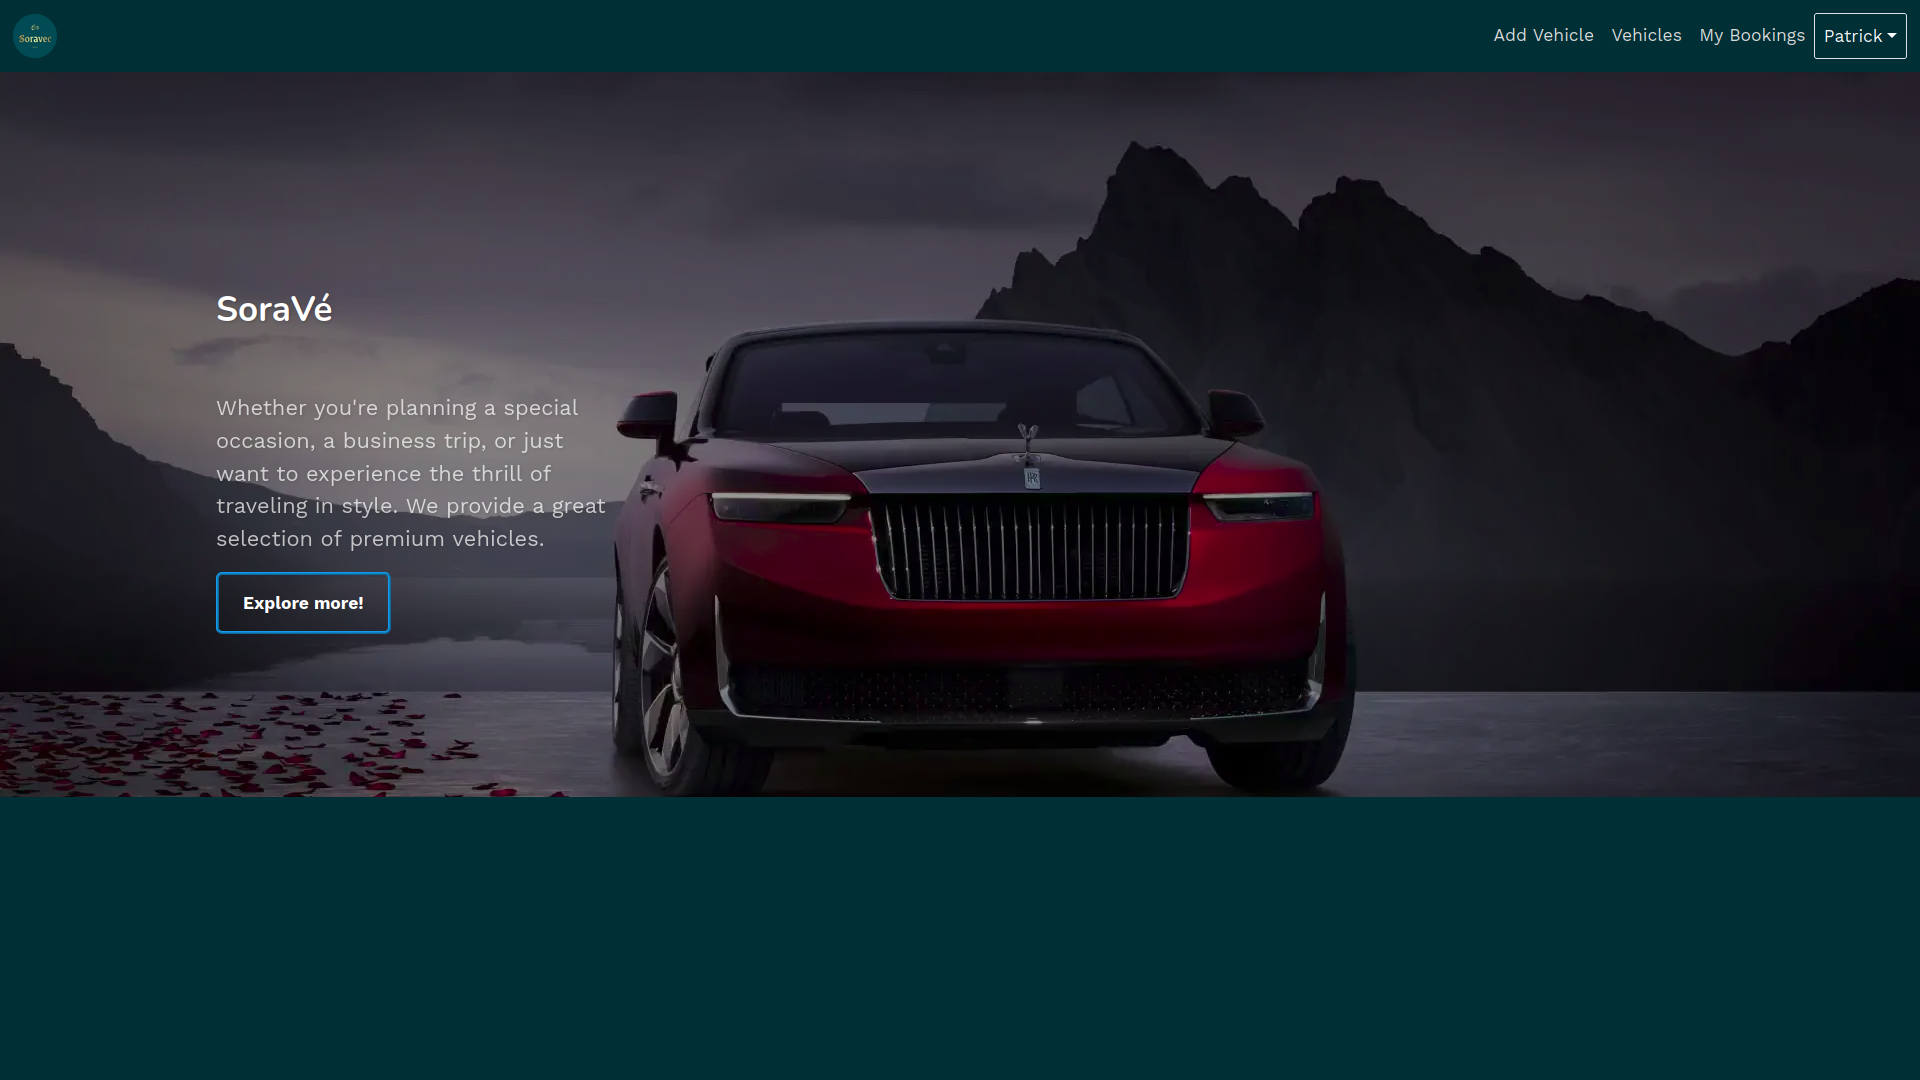 Soravec
Add Vehicle Vehicles My Bookings Patrick
SoraVé
Whether you're planning a special
occasion, a business trip, or just
want to experience the thrill of
traveling in style. We provide a great
selection of premium vehicles.
Explore more!